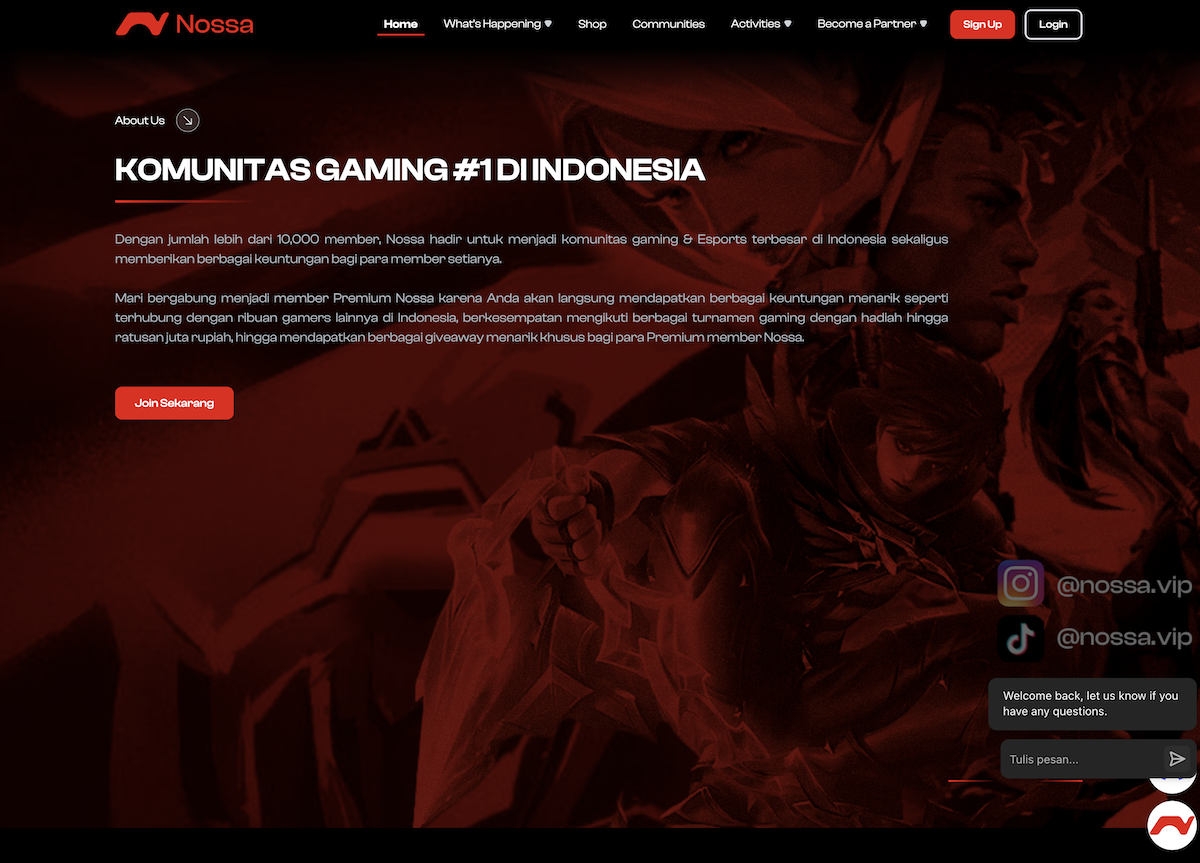 Nossa
Home
What's Happening
Shop
Communities
Activities
Become a Partner
Sign Up
Login
About Us
KOMUNITAS GAMING #1 DI INDONESIA
Dengan jumlah lebih dari 10,000 member, Nossa hadir untuk menjadi komunitas gaming & Esports terbesar di Indonesia sekaligus
memberikan berbagai keuntungan bagi para member setianya.
Mari bergabung menjadi member Premium Nossa karena Anda akan langsung mendapatkan berbagai keuntungan menarik seperti
terhubung dengan ribuan gamers lainnya di Indonesia, berkesempatan mengikuti berbagai turnamen gaming dengan hadiah hingga
ratusan juta rupiah, hingga mendapatkan berbagai giveaway menarik khusus bagi para Premium member Nossa.
Join Sekarang
@nossa.vip
@nossa.vip
Welcome back, let us know if you
have any questions.
Tulis pesan...